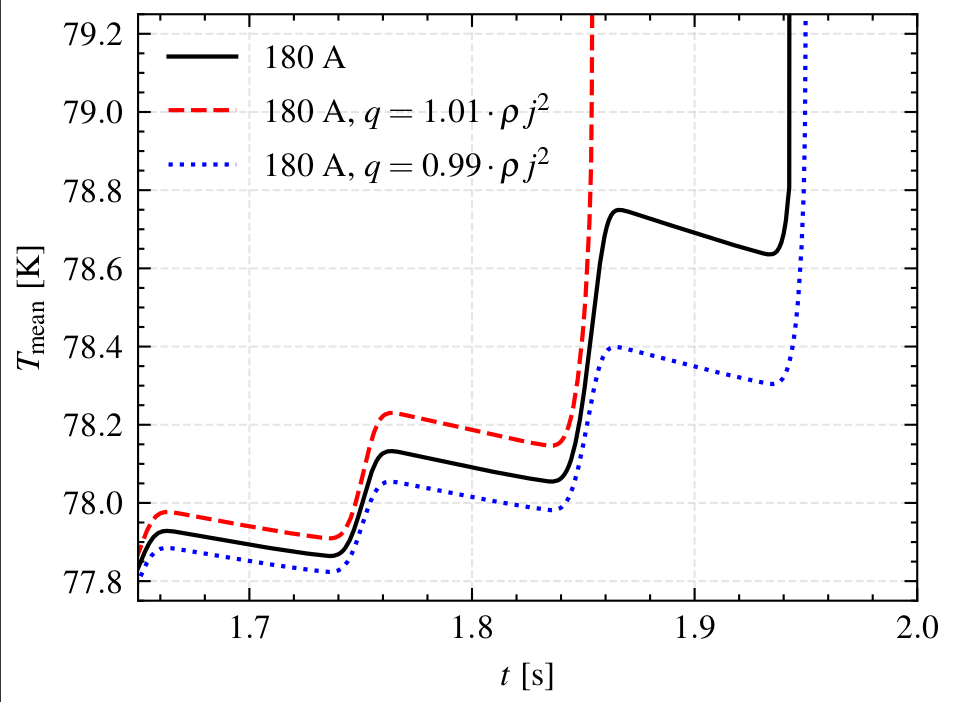 79.2
79.0
78.8
78.6
78.4
78.2
78.0
77.8
T_mean [K]
180 A
180 A, q = 1.01 · ρ j²
180 A, q = 0.99 · ρ j²
1.7 1.8 1.9 2.0
t [s]